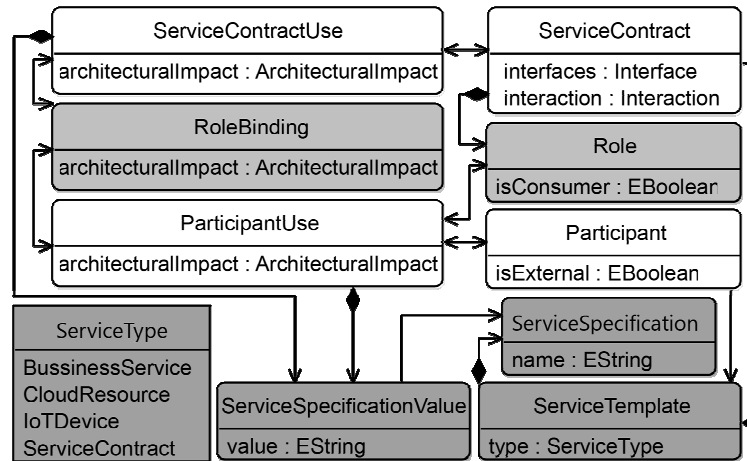 ServiceContractUse
architecturalImpact : ArchitecturalImpact
ServiceContract
interfaces : Interface
interaction : Interaction
RoleBinding
architecturalImpact : ArchitecturalImpact
Role
isConsumer : EBoolean
ParticipantUse
architecturalImpact : ArchitecturalImpact
Participant
isExternal : EBoolean
ServiceType
BussinessService
CloudResource
IoTDevice
ServiceContract
ServiceSpecification
name : EString
ServiceSpecificationValue
value : EString
ServiceTemplate
type : ServiceType